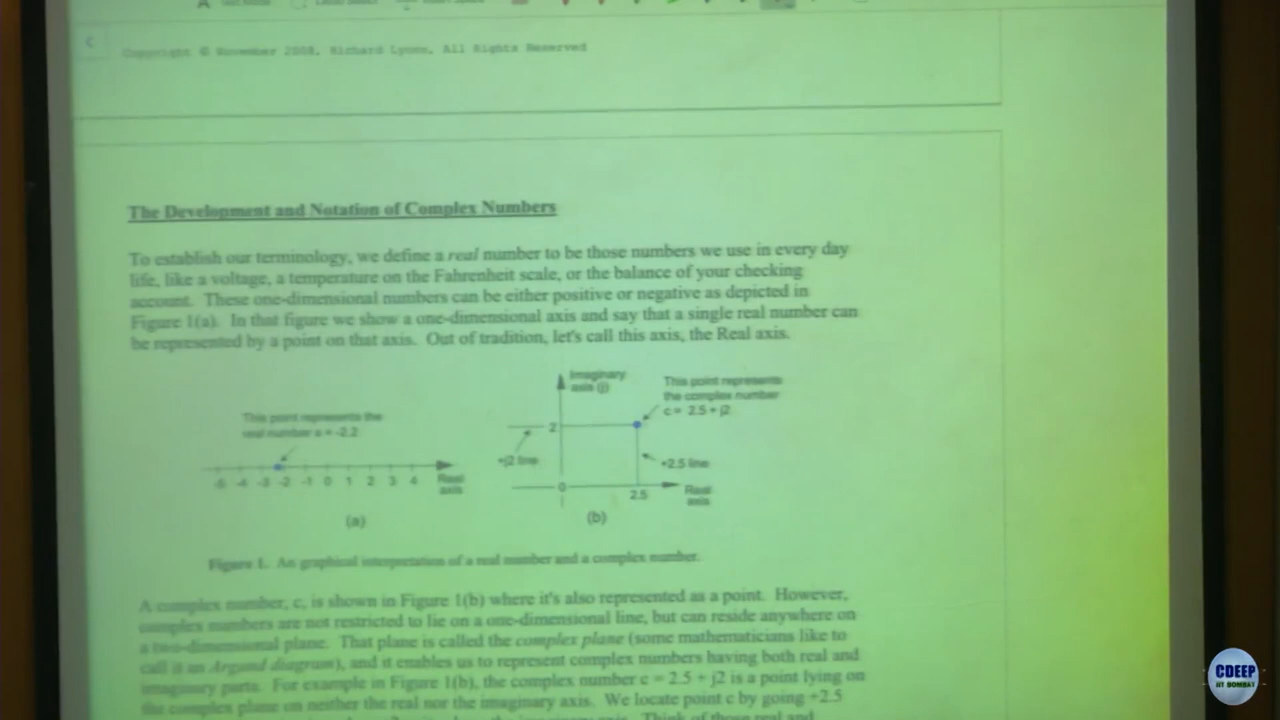 Copyright © November 2008, Richard Lyons, All Rights Reserved
The Development and Notation of Complex Numbers
To establish our terminology, we define a real number to be those numbers we use in every day
life, like a voltage, a temperature on the Fahrenheit scale, or the balance of your checking
account. These one-dimensional numbers can be either positive or negative as depicted in
Figure 1(a). In that figure we show a one-dimensional axis and say that a single real number can
be represented by a point on that axis. Out of tradition, let's call this axis, the Real axis.
This point represents the
real number a = -2.2
-5 -4 -3 -2 -1 0 1 2 3 4
Real
axis
(a)
Imaginary
axis (j)
This point represents
the complex number
c = 2.5 + j2
2
+j2 line
+2.5 line
0
2.5
Real
axis
(b)
Figure 1. An graphical interpretation of a real number and a complex number.
A complex number, c, is shown in Figure 1(b) where it's also represented as a point. However,
complex numbers are not restricted to lie on a one-dimensional line, but can reside anywhere on
a two-dimensional plane. That plane is called the complex plane (some mathematicians like to
call it an Argand diagram), and it enables us to represent complex numbers having both real and
imaginary parts. For example in Figure 1(b), the complex number c = 2.5 + j2 is a point lying on
the complex plane on neither the real nor the imaginary axis. We locate point c by going +2.5
Think of those real and
CDEEP
IIT BOMBAY